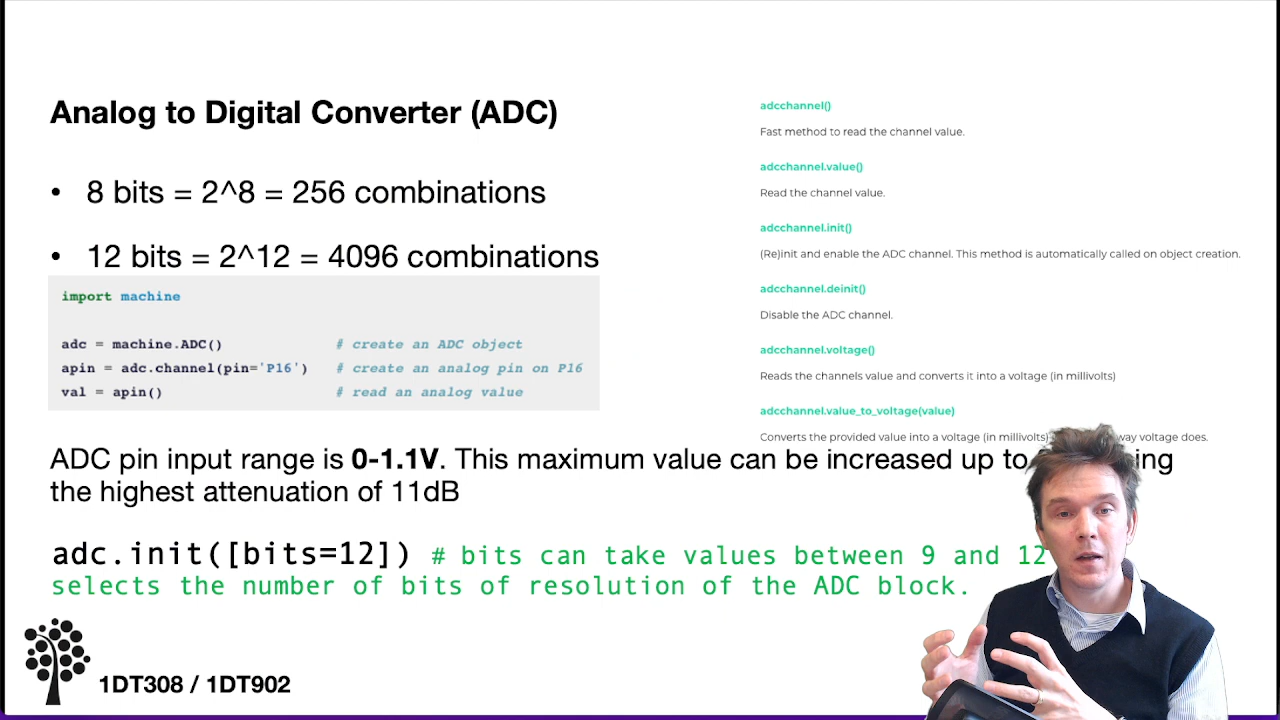 Analog to Digital Converter (ADC)
• 8 bits = 2^8 = 256 combinations
• 12 bits = 2^12 = 4096 combinations
import machine
adc = machine.ADC() # create an ADC object
apin = adc.channel(pin='P16') # create an analog pin on P16
val = apin() # read an analog value
adcchannel()
Fast method to read the channel value.
adcchannel.value()
Read the channel value.
adcchannel.init()
(Re)init and enable the ADC channel. This method is automatically called on object creation.
adcchannel.deinit()
Disable the ADC channel.
adcchannel.voltage()
Reads the channels value and converts it into a voltage (in millivolts)
adcchannel.value_to_voltage(value)
Converts the provided value into a voltage (in millivolts) way voltage does.
ADC pin input range is 0-1.1V. This maximum value can be increased up to
the highest attenuation of 11dB
adc.init([bits=12]) # bits can take values between 9 and 12
selects the number of bits of resolution of the ADC block.
1DT308 / 1DT902